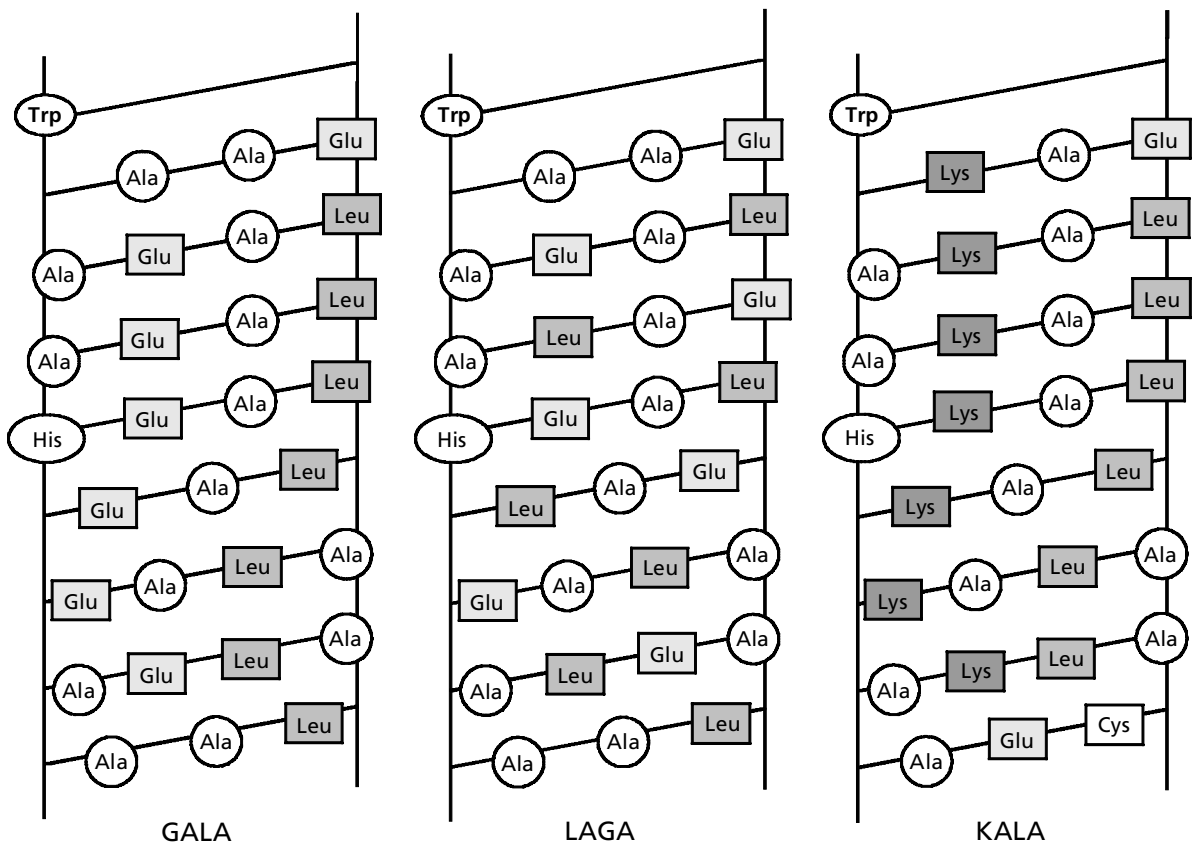 Trp
Ala Ala Glu
Ala Glu Ala Leu
Ala Glu Ala Leu
His Glu Ala Leu
Glu Ala Leu
Glu Ala Leu Ala
Ala Glu Leu Ala
Ala Ala Leu
GALA
Trp
Ala Ala Glu
Ala Glu Ala Leu
Ala Leu Ala Glu
His Glu Ala Leu
Leu Ala Glu
Glu Ala Leu Ala
Ala Leu Glu Ala
Ala Ala Leu
LAGA
Trp
Lys Ala Glu
Ala Lys Ala Leu
Ala Lys Ala Leu
His Lys Ala Leu
Lys Ala Leu
Lys Ala Leu Ala
Ala Lys Leu Ala
Ala Glu Cys
KALA